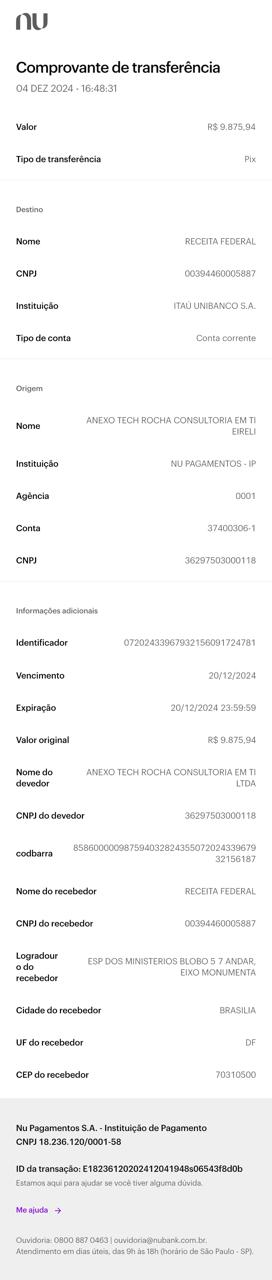 nu
Comprovante de transferência
04 DEZ 2024 - 16:48:31
Valor R$ 9.875,94
Tipo de transferência Pix
Destino
Nome RECEITA FEDERAL
CNPJ 00394460005887
Instituição ITAÚ UNIBANCO S.A.
Tipo de conta Conta corrente
Origem
Nome ANEXO TECH ROCHA CONSULTORIA EM TI
EIRELI
Instituição NU PAGAMENTOS - IP
Agência 0001
Conta 37400306-1
CNPJ 36297503000118
Informações adicionais
Identificador 07202433967932156091724781
Vencimento 20/12/2024
Expiração 20/12/2024 23:59:59
Valor original R$ 9.875,94
Nome do
devedor
ANEXO TECH ROCHA CONSULTORIA EM TI
LTDA
CNPJ do devedor 36297503000118
codbarra
858600000987594032824355072024339679
32156187
Nome do recebedor RECEITA FEDERAL
CNPJ do recebedor 00394460005887
Logradour
o do
recebedor
ESP DOS MINISTERIOS BLOBO 5 7 ANDAR,
EIXO MONUMENTA
Cidade do recebedor BRASILIA
UF do recebedor DF
CEP do recebedor 70310500
Nu Pagamentos S.A. - Instituição de Pagamento
CNPJ 18.236.120/0001-58
ID da transação: E18236120202412041948s06543f8d0b
Estamos aqui para ajudar se você tiver alguma dúvida.
Me ajuda →
Ouvidoria: 0800 887 0463 | ouvidoria@nubank.com.br.
Atendimento em dias úteis, das 9h às 18h (horário de São Paulo - SP).